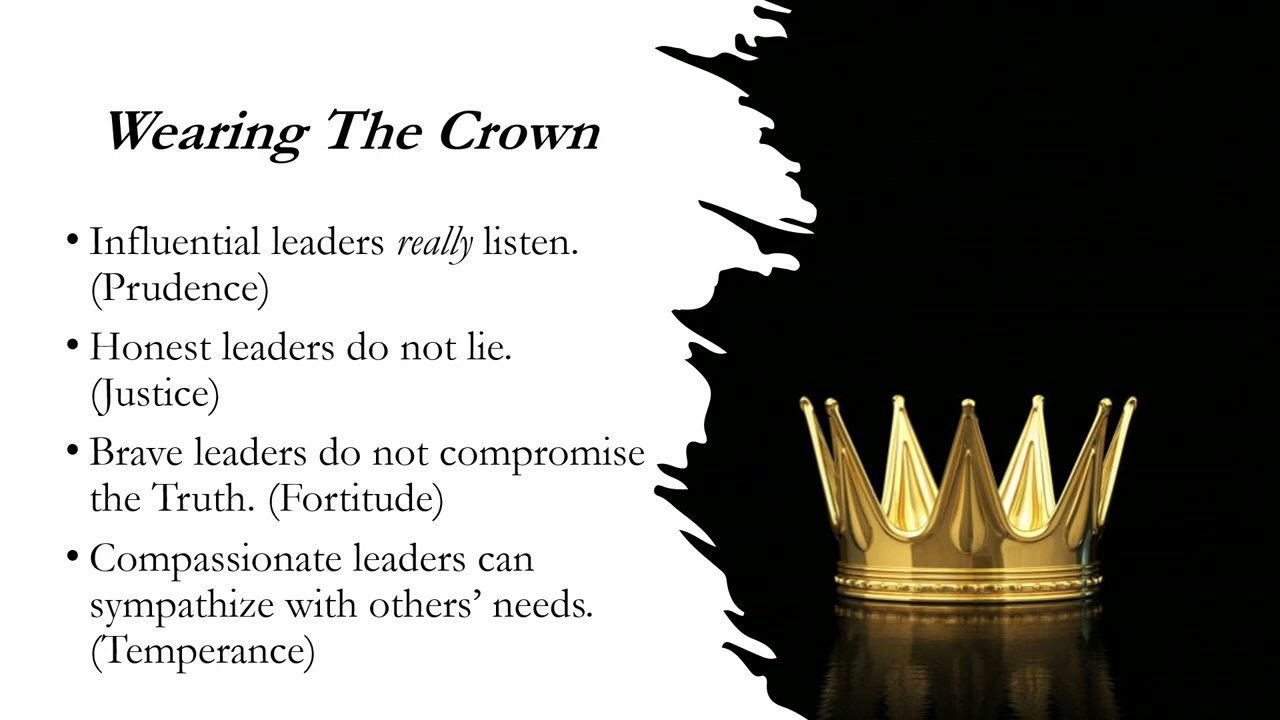 Wearing The Crown
• Influential leaders really listen.
(Prudence)
• Honest leaders do not lie.
(Justice)
• Brave leaders do not compromise
the Truth. (Fortitude)
• Compassionate leaders can
sympathize with others’ needs.
(Temperance)